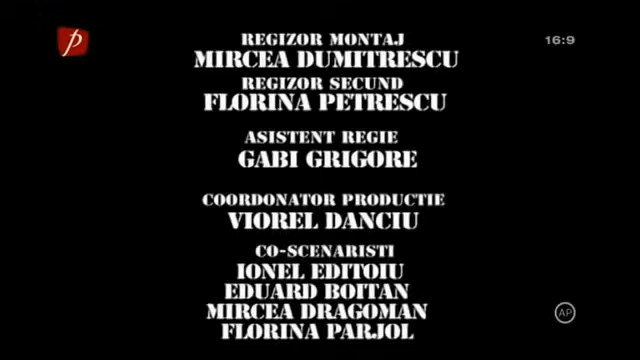 p
16:9
REGIZOR MONTAJ
MIRCEA DUMITRESCU
REGIZOR SECUND
FLORINA PETRESCU
ASISTENT REGIE
GABI GRIGORE
COORDONATOR PRODUCTIE
VIOREL DANCIU
CO-SCENARISTI
IONEL EDITOIU
EDUARD BOITAN
MIRCEA DRAGOMAN
FLORINA PARJOL
AP